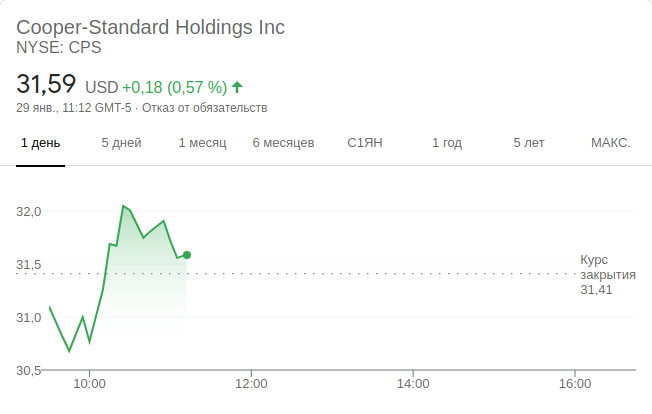 Cooper-Standard Holdings Inc
NYSE: CPS
31,59 USD +0,18 (0,57 %)
29 янв., 11:12 GMT-5 · Отказ от обязательств
1 день 5 дней 1 месяц 6 месяцев С1ЯН 1 год 5 лет МАКС.
32,0
31,5
31,0
30,5
Курс
закрытия
31,41
10:00 12:00 14:00 16:00